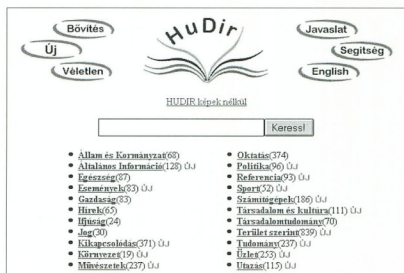 Bővítés
Új
Véletlen
HuDir
Javaslat
Segítség
English
HUDIR képek nélkül
Keress!
Állam és Kormányzat(68)
Általános Információ(128) ÚJ
Egészség(87)
Események(83) ÚJ
Gazdaság(83)
Hírek(65)
Ifjúság(24)
Jog(30)
Kikapcsolódás(371) ÚJ
Környezet(19) ÚJ
Művészetek(237) ÚJ
Oktatás(374)
Politika(96) ÚJ
Referencia(93) ÚJ
Sport(52) ÚJ
Számítógépek(186) ÚJ
Társadalom és kultúra(111) ÚJ
Társadalomtudomány(70)
Terület szerint(839) ÚJ
Tudomány(237) ÚJ
Üzlet(253) ÚJ
Utazás(115) ÚJ